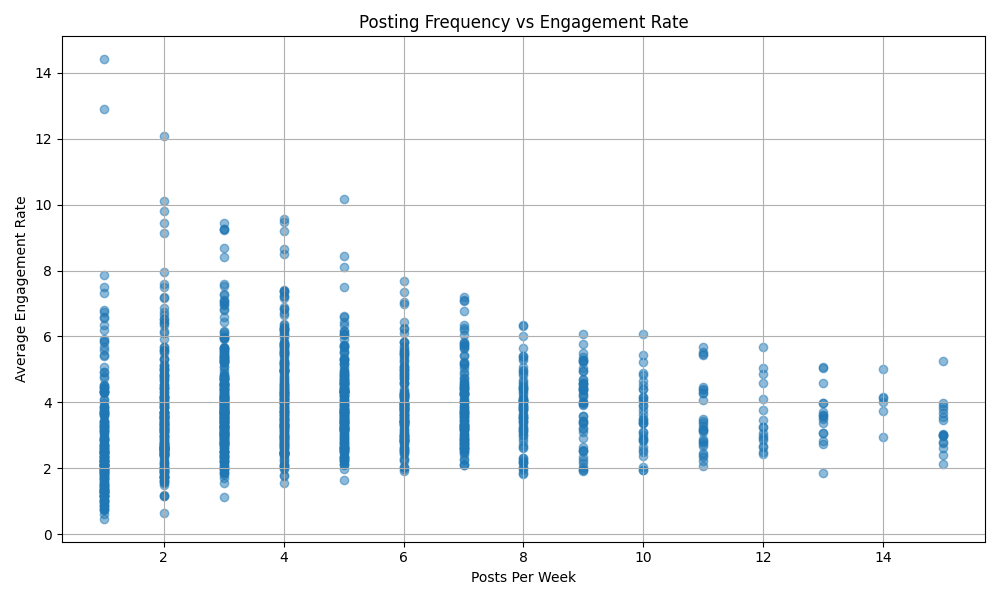 Posting Frequency vs Engagement Rate
Average Engagement Rate
14
12
10
8
6
4
2
0
2 4 6 8 10 12 14
Posts Per Week